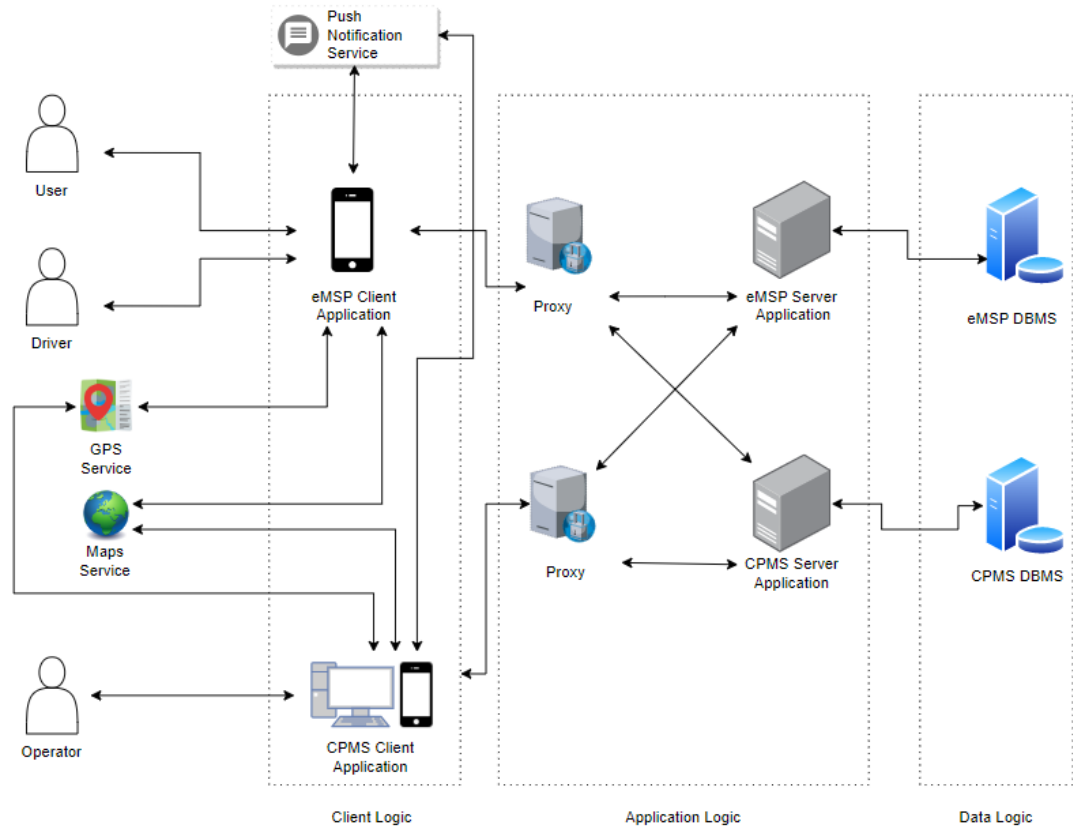 Push
Notification
Service
User
eMSP Client
Application
Proxy
eMSP Server
Application
eMSP DBMS
Driver
GPS
Service
Maps
Service
Proxy
CPMS Server
Application
CPMS DBMS
Operator
CPMS Client
Application
Client Logic
Application Logic
Data Logic